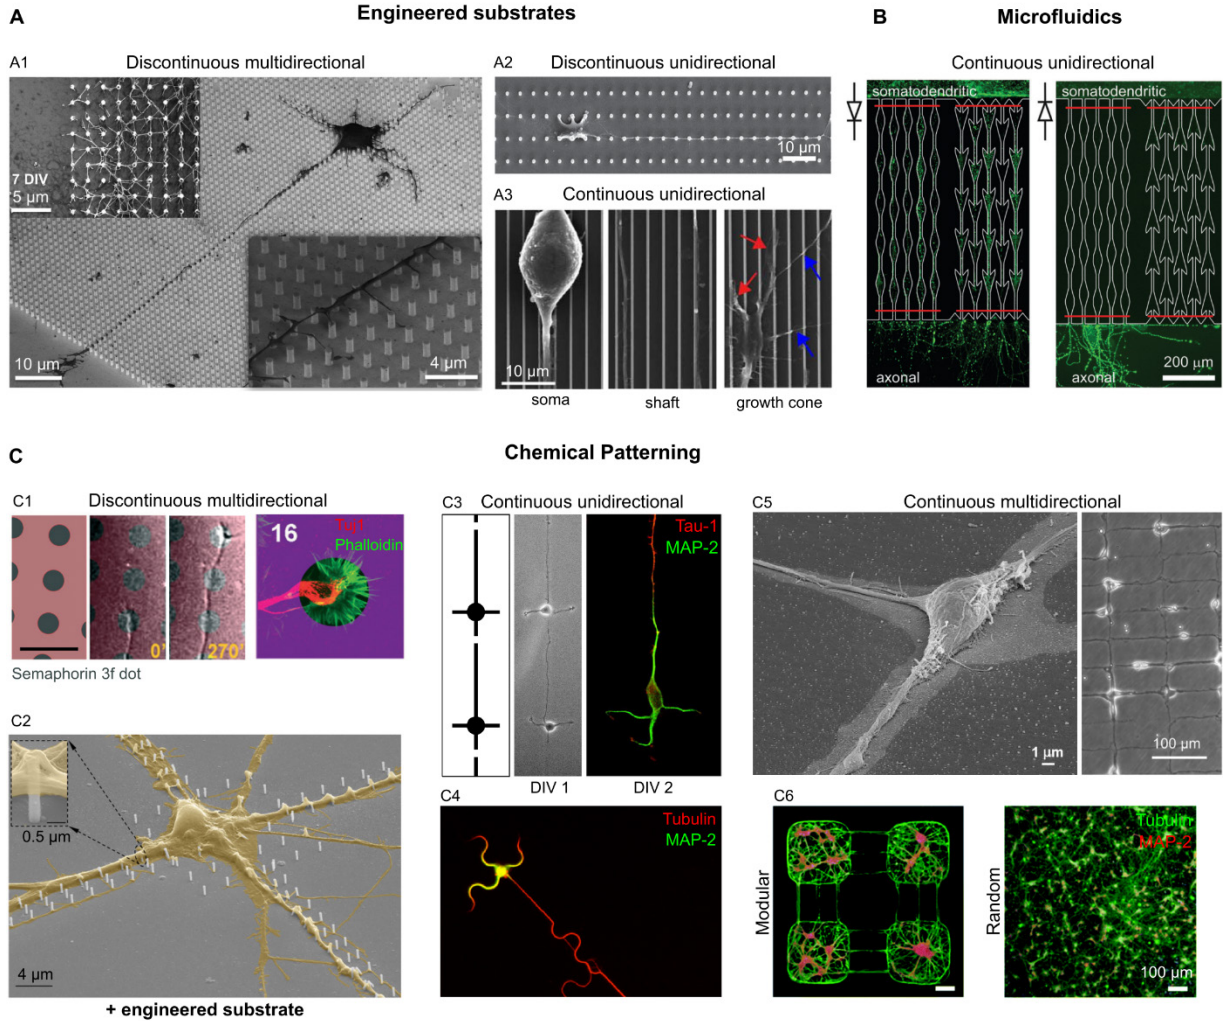 A
Engineered substrates
B
Microfluidics
A1
Discontinuous multidirectional
7 DIV
5 µm
10 µm
4 µm
A2
Discontinuous unidirectional
10 µm
A3
Continuous unidirectional
10 µm
soma
shaft
growth cone
Continuous unidirectional
somatodendritic
somatodendritic
axonal
axonal
200 µm
C
Chemical Patterning
C1
Discontinuous multidirectional
0'
270'
16
Tuj1
Phalloidin
Semaphorin 3f dot
C2
0.5 µm
4 µm
+ engineered substrate
C3
Continuous unidirectional
Tau-1
MAP-2
DIV 1
DIV 2
C4
Tubulin
MAP-2
C5
Continuous multidirectional
1 µm
100 µm
C6
Modular
Random
Tubulin
MAP-2
100 µm